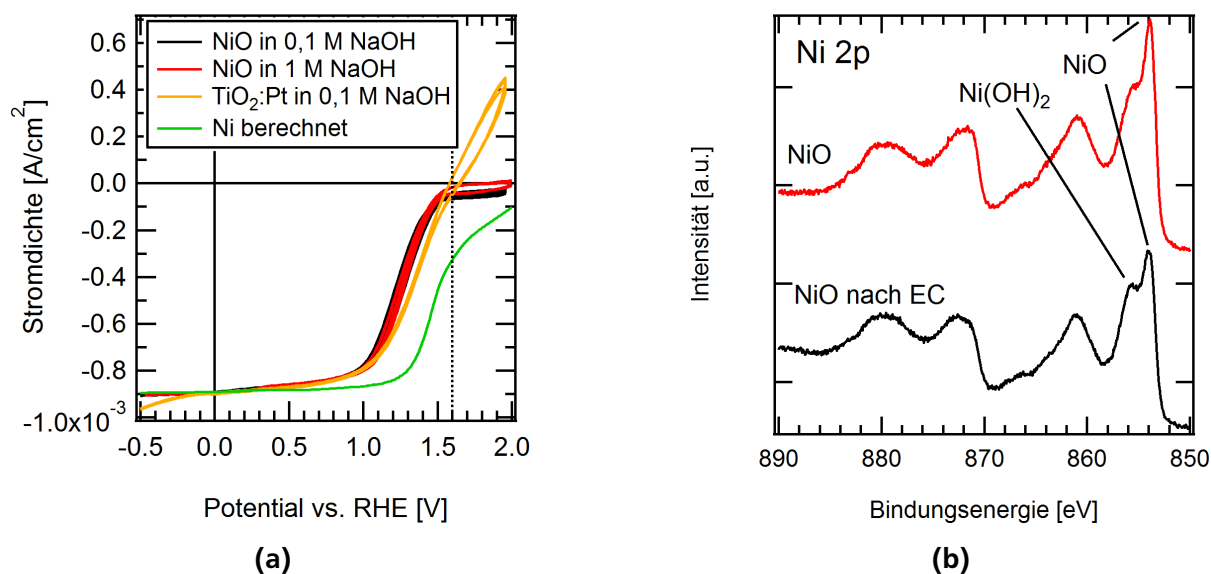 0.6
0.4
0.2
0.0
-0.2
-0.4
-0.6
-0.8
-1.0x10⁻³
Stromdichte [A/cm²]
NiO in 0,1 M NaOH
NiO in 1 M NaOH
TiO₂:Pt in 0,1 M NaOH
Ni berechnet
-0.5 0.0 0.5 1.0 1.5 2.0
Potential vs. RHE [V]
(a)
Ni 2p
NiO
Ni(OH)₂
NiO
NiO nach EC
Intensität [a.u.]
890 880 870 860 850
Bindungsenergie [eV]
(b)